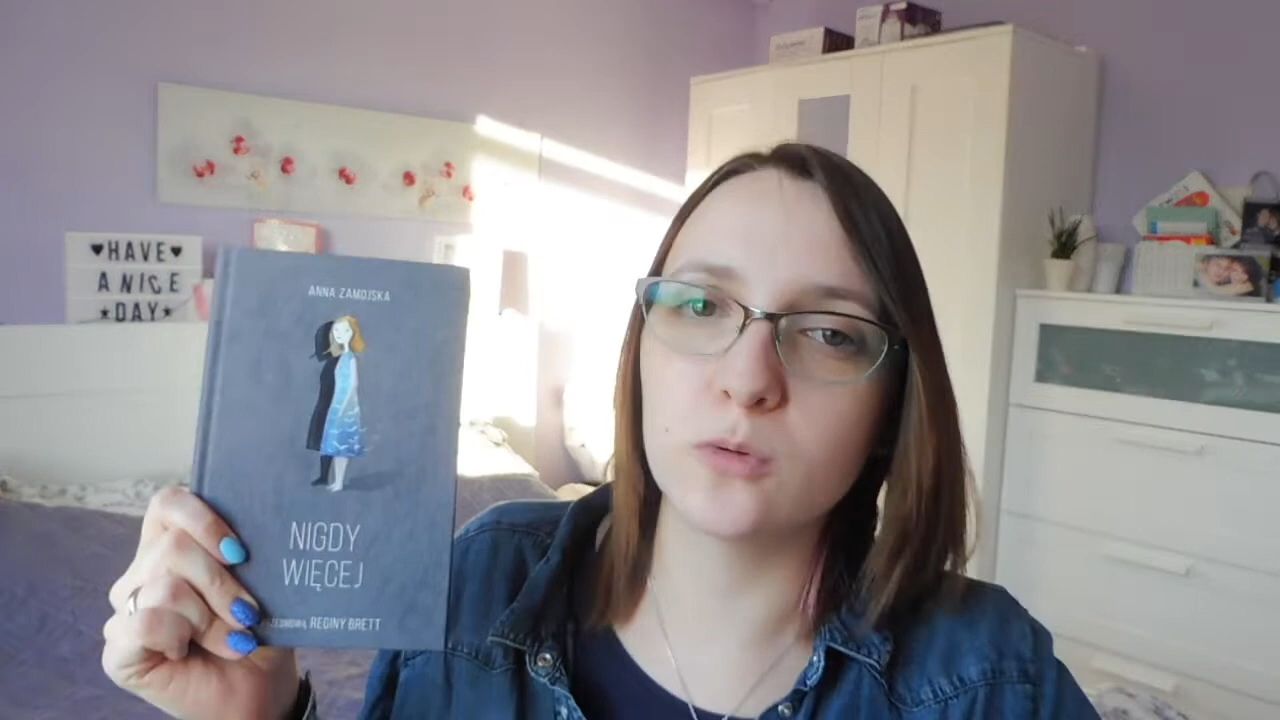 ♥HAVE♥
A NICE
★DAY★
ANNA ZAMOJSKA
NIGDY
WIĘCEJ
REGINY BRETT